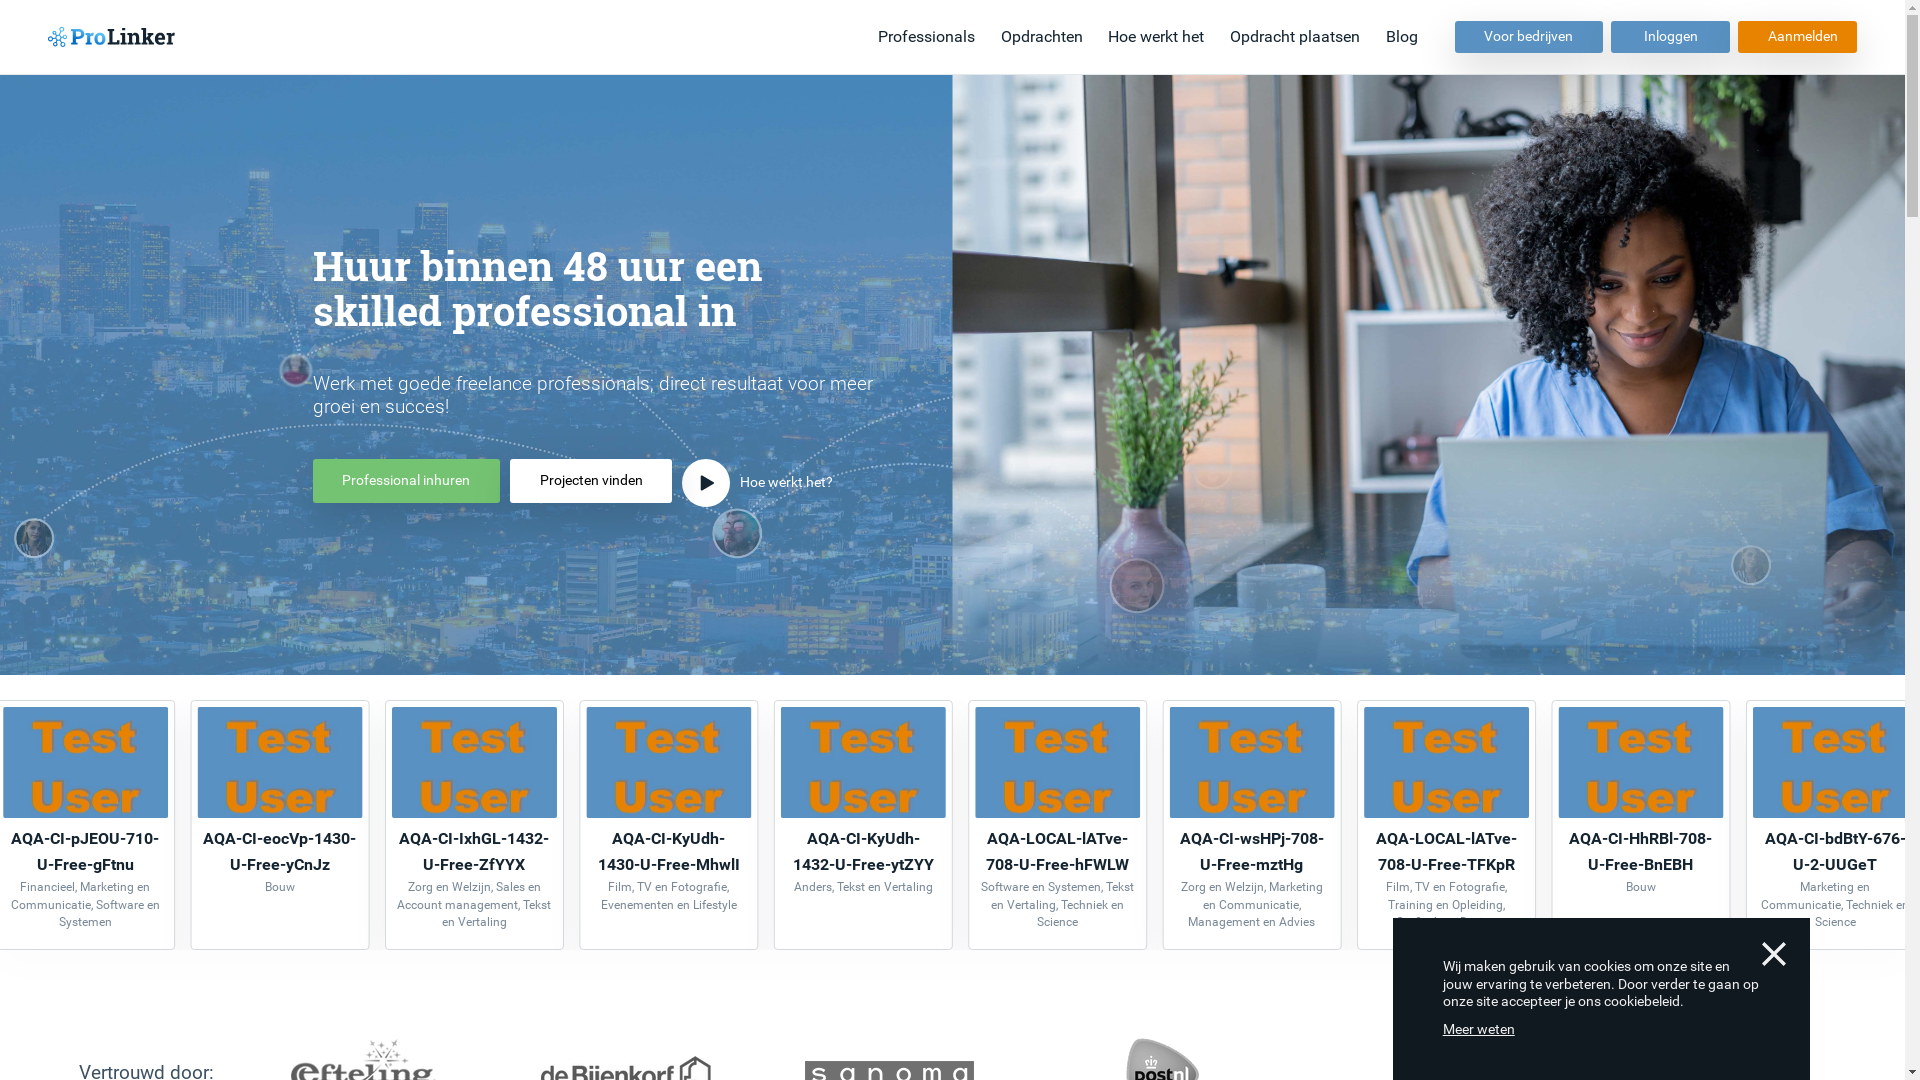 ProLinker
Professionals
Opdrachten
Hoe werkt het
Opdracht plaatsen
Blog
Voor bedrijven
Inloggen
Aanmelden
Huur binnen 48 uur een
skilled professional in
Werk met goede freelance professionals; direct resultaat voor meer
groei en succes!
Professional inhuren
Projecten vinden
Hoe werkt het?
Test
User
AQA-CI-pJEOU-710-
U-Free-gFtnu
Financieel, Marketing en
Communicatie, Software en
Systemen
Test
User
AQA-CI-eocVp-1430-
U-Free-yCnJz
Bouw
Test
User
AQA-CI-IxhGL-1432-
U-Free-ZfYYX
Zorg en Welzijn, Sales en
Account management, Tekst
en Vertaling
Test
User
AQA-CI-KyUdh-
1430-U-Free-MhwlI
Film, TV en Fotografie,
Evenementen en Lifestyle
Test
User
AQA-CI-KyUdh-
1432-U-Free-ytZYY
Anders, Tekst en Vertaling
Test
User
AQA-LOCAL-lATve-
708-U-Free-hFWLW
Software en Systemen, Tekst
en Vertaling, Techniek en
Science
Test
User
AQA-CI-wsHPj-708-
U-Free-mztHg
Zorg en Welzijn, Marketing
en Communicatie,
Management en Advies
Test
User
AQA-LOCAL-lATve-
708-U-Free-TFKpR
Film, TV en Fotografie,
Training en Opleiding,
Test
User
AQA-CI-HhRBl-708-
U-Free-BnEBH
Bouw
Test
User
AQA-CI-bdBtY-676-
U-2-UUGeT
Marketing en
Communicatie, Techniek en
Science
Wij maken gebruik van cookies om onze site en
jouw ervaring te verbeteren. Door verder te gaan op
onze site accepteer je ons cookiebeleid.
Meer weten
Vertrouwd door:
efteling
de Bijenkorf
sanoma
postnl